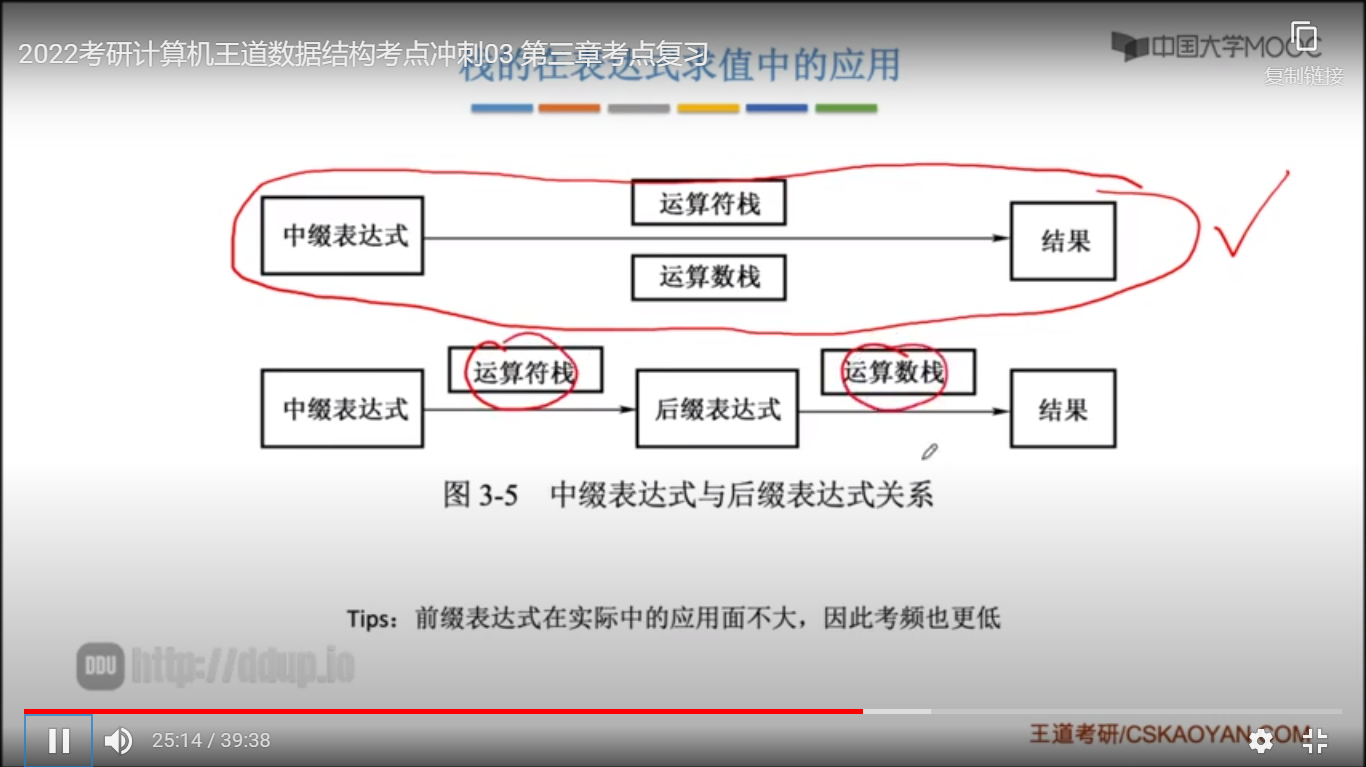 2022考研计算机王道数据结构考点冲刺03 第三章考点复习
栈的在表达式求值中的应用
中国大学MOOC
复制链接
运算符栈
中缀表达式
结果
运算数栈
运算符栈
运算数栈
中缀表达式
后缀表达式
结果
图 3-5 中缀表达式与后缀表达式关系
Tips：前缀表达式在实际中的应用面不大，因此考频也更低
DDU http://ddup.io
王道考研/CSKAOYAN.COM
25:14 / 39:38